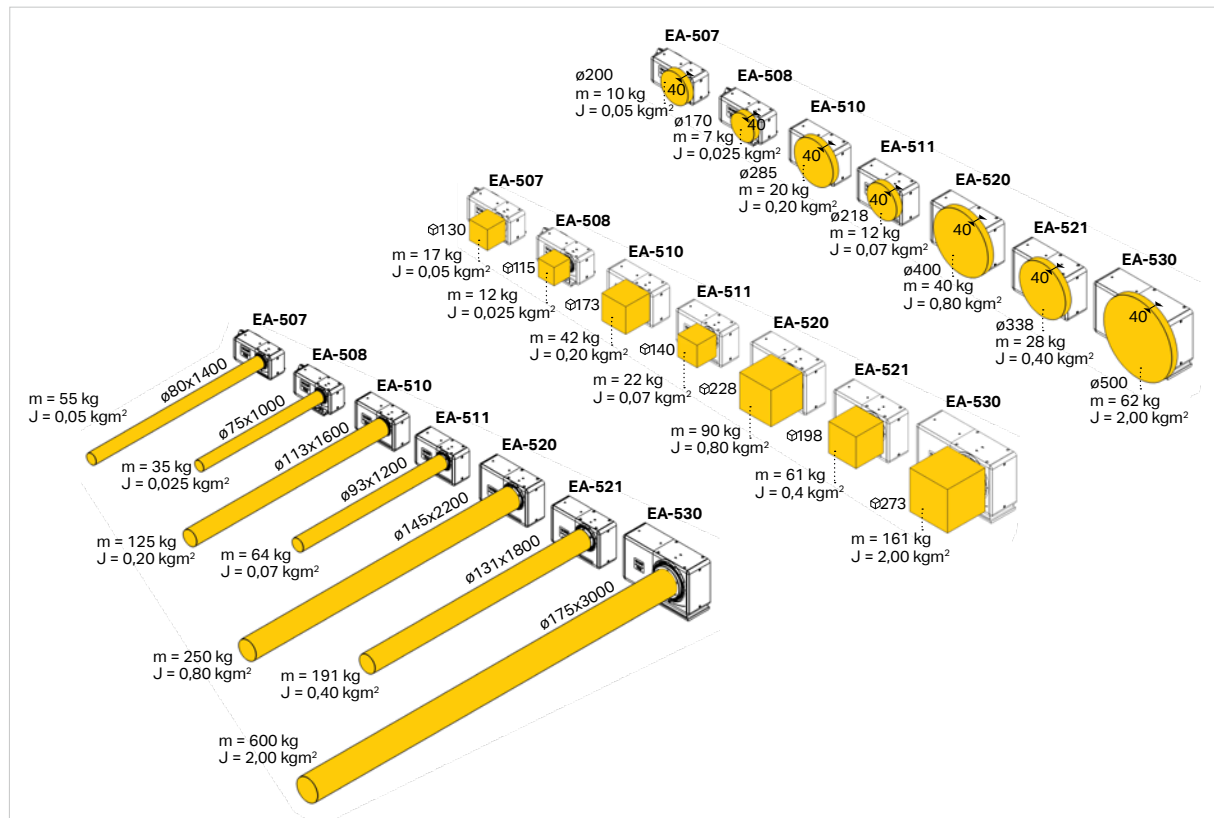 EA-507
ø200
m = 10 kg
J = 0,05 kgm²
40
EA-508
ø170
m = 7 kg
J = 0,025 kgm²
40
EA-510
ø285
m = 20 kg
J = 0,20 kgm²
40
EA-511
ø218
m = 12 kg
J = 0,07 kgm²
40
EA-520
ø400
m = 40 kg
J = 0,80 kgm²
40
EA-521
ø338
m = 28 kg
J = 0,40 kgm²
40
EA-530
ø500
m = 62 kg
J = 2,00 kgm²
40
EA-507
130
m = 17 kg
J = 0,05 kgm²
EA-508
115
m = 12 kg
J = 0,025 kgm²
EA-510
173
m = 42 kg
J = 0,20 kgm²
EA-511
140
m = 22 kg
J = 0,07 kgm²
EA-520
228
m = 90 kg
J = 0,80 kgm²
EA-521
198
m = 61 kg
J = 0,4 kgm²
EA-530
273
m = 161 kg
J = 2,00 kgm²
EA-507
ø80x1400
m = 55 kg
J = 0,05 kgm²
EA-508
ø75x1000
m = 35 kg
J = 0,025 kgm²
EA-510
ø113x1600
m = 125 kg
J = 0,20 kgm²
EA-511
ø93x1200
m = 64 kg
J = 0,07 kgm²
EA-520
ø145x2200
m = 250 kg
J = 0,80 kgm²
EA-521
ø131x1800
m = 191 kg
J = 0,40 kgm²
EA-530
ø175x3000
m = 600 kg
J = 2,00 kgm²